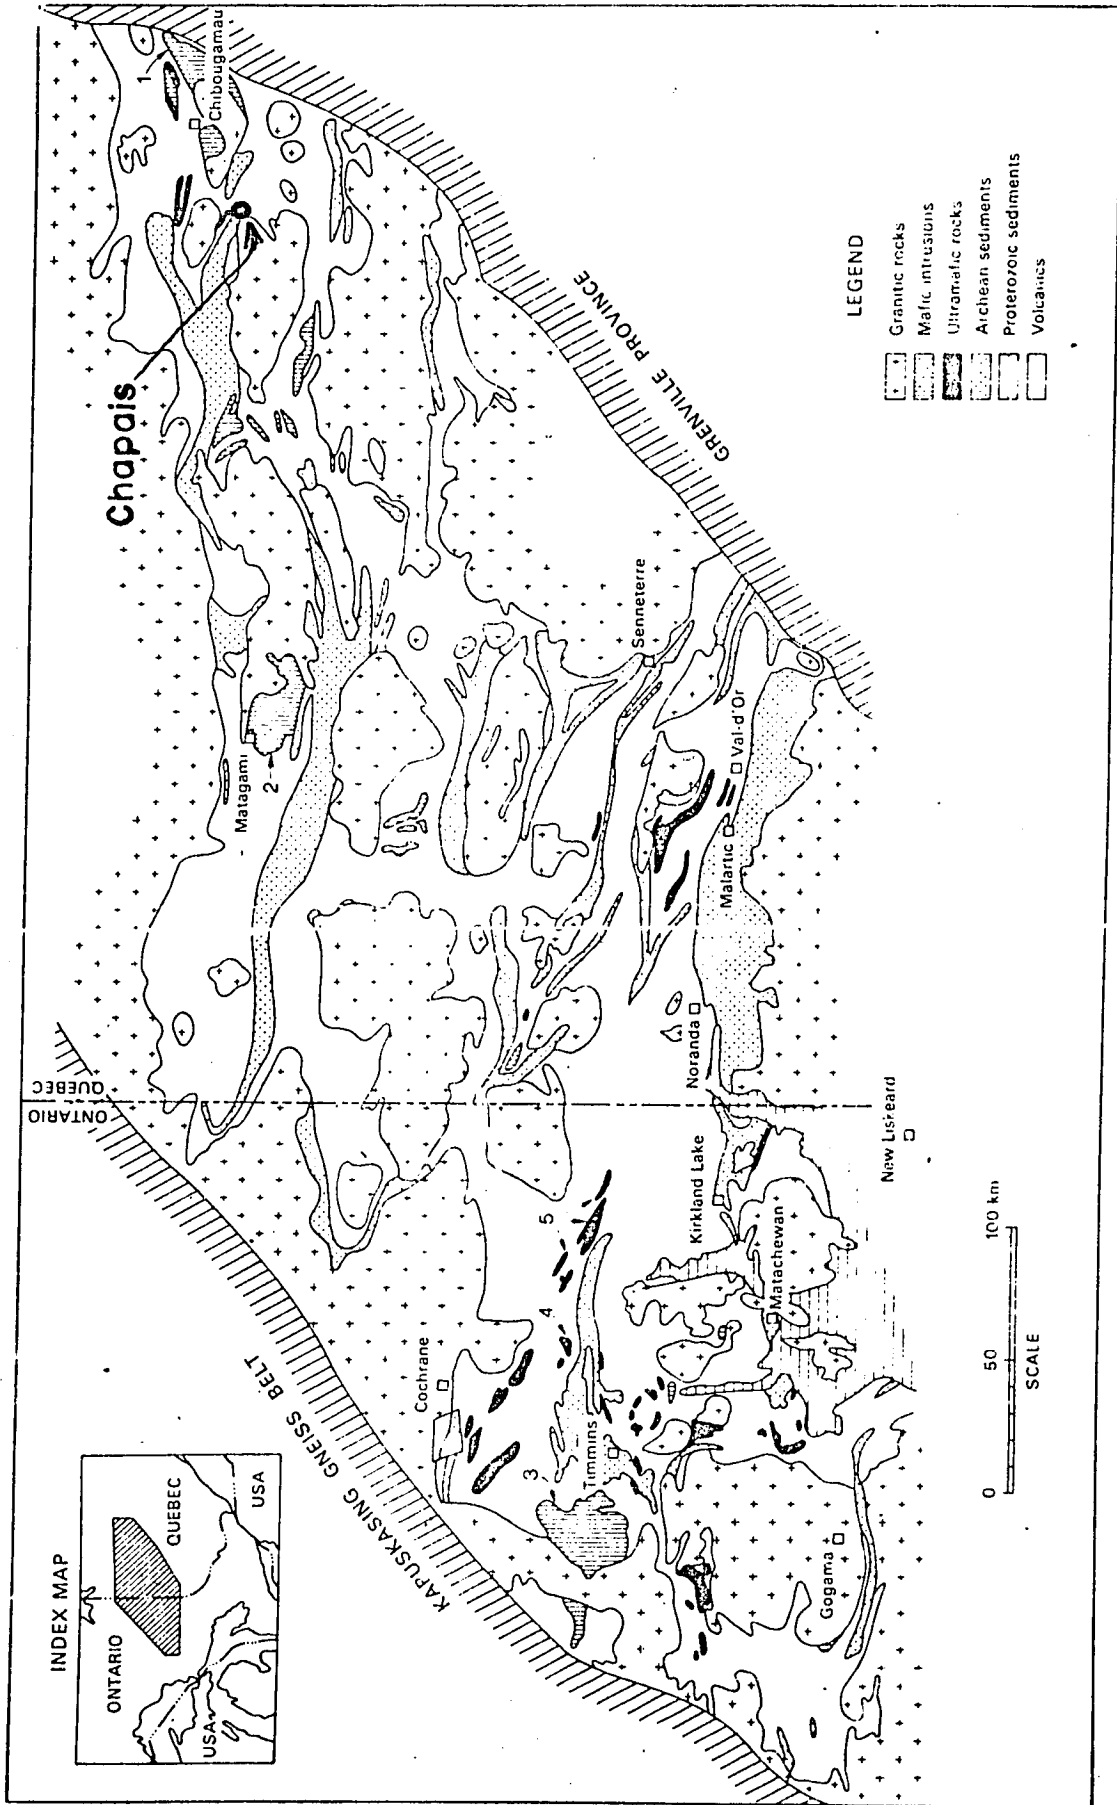 INDEX MAP
ONTARIO
QUEBEC
USA
USA
KAPUSKASING GNEISS BELT
ONTARIO
QUEBEC
Chapais
1
Chibougamau
Matagami
2
GRENVILLE PROVINCE
Senneterre
Val-d'Or
Malartic
Noranda
Cochrane
3
4
5
Timmins
Kirkland Lake
Matachewan
New Liskeard
Gogama
0
50
100 km
SCALE
LEGEND
Granitic rocks
Mafic intrusions
Ultramafic rocks
Archean sediments
Proterozoic sediments
Volcanics